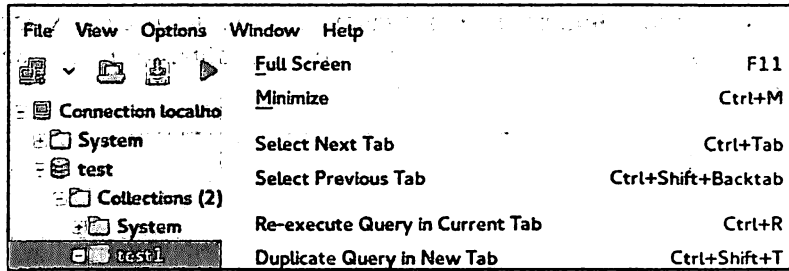 File View Options Window Help
Full Screen F11
Minimize Ctrl+M
Connection localho
System
Select Next Tab Ctrl+Tab
test
Select Previous Tab Ctrl+Shift+Backtab
Collections (2)
System
Re-execute Query in Current Tab Ctrl+R
test1
Duplicate Query in New Tab Ctrl+Shift+T